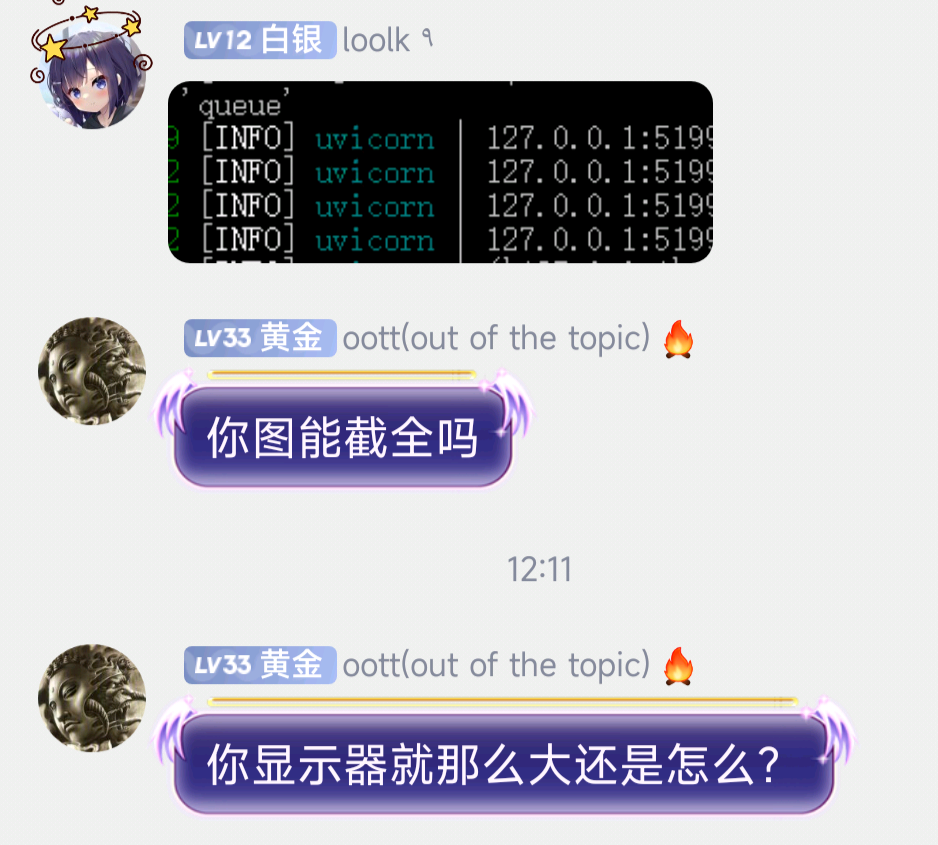 LV12 白银 loolk ٩
' queue'
9 [INFO] uvicorn | 127.0.0.1:5199
2 [INFO] uvicorn | 127.0.0.1:5199
2 [INFO] uvicorn | 127.0.0.1:5199
2 [INFO] uvicorn | 127.0.0.1:5199
LV33 黄金 oott(out of the topic) 🔥
你图能截全吗
12:11
LV33 黄金 oott(out of the topic) 🔥
你显示器就那么大还是怎么?